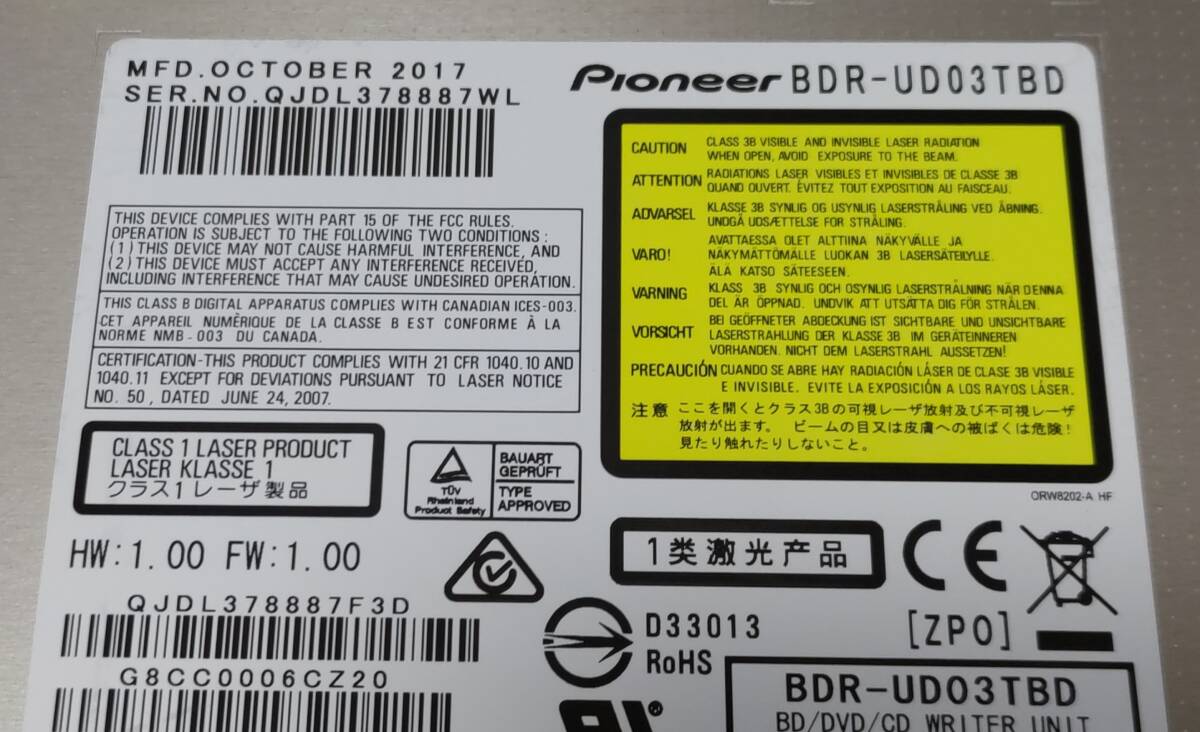 MFD.OCTOBER 2017
SER.NO.QJDL378887WL
Pioneer BDR-UD03TBD
CAUTION CLASS 3B VISIBLE AND INVISIBLE LASER RADIATION
WHEN OPEN, AVOID EXPOSURE TO THE BEAM.
ATTENTION RADIATIONS LASER VISIBLES ET INVISIBLES DE CLASSE 3B
QUAND OUVERT. ÉVITEZ TOUT EXPOSITION AU FAISCEAU.
ADVARSEL KLASSE 3B SYNLIG OG USYNLIG LASERSTRÅLING VED ÅBNING.
UNDGÅ UDSÆTTELSE FOR STRÅLING.
VARO! AVATTAESSA OLET ALTTIINA NÄKYVÄLLE JA
NÄKYMÄTTÖMÄLLE LUOKAN 3B LASERSÄTEILYLLE.
ÄLÄ KATSO SÄTEESEEN.
VARNING KLASS 3B SYNLIG OCH OSYNLIG LASERSTRÅLNING NÄR DENNA
DEL ÄR ÖPPNAD. UNDVIK ATT UTSÄTTA DIG FÖR STRÅLEN.
VORSICHT BEI GEÖFFNETER ABDECKUNG IST SICHTBARE UND UNSICHTBARE
LASERSTRAHLUNG DER KLASSE 3B IM GERÄTEINNEREN
VORHANDEN. NICHT DEM LASERSTRAHL AUSSETZEN!
PRECAUCIÓN CUANDO SE ABRE HAY RADIACIÓN LÁSER DE CLASE 3B VISIBLE
E INVISIBLE. EVITE LA EXPOSICIÓN A LOS RAYOS LÁSER.
注意 ここを開くとクラス3Bの可視レーザ放射及び不可視レーザ
放射が出ます。 ビームの目又は皮膚への被ばくは危険!
見たり触れたりしないこと。
ORW8202-A HF
THIS DEVICE COMPLIES WITH PART 15 OF THE FCC RULES.
OPERATION IS SUBJECT TO THE FOLLOWING TWO CONDITIONS :
(1) THIS DEVICE MAY NOT CAUSE HARMFUL INTERFERENCE, AND
(2) THIS DEVICE MUST ACCEPT ANY INTERFERENCE RECEIVED,
INCLUDING INTERFERENCE THAT MAY CAUSE UNDESIRED OPERATION.
THIS CLASS B DIGITAL APPARATUS COMPLIES WITH CANADIAN ICES-003.
CET APPAREIL NUMÉRIQUE DE LA CLASSE B EST CONFORME À LA
NORME NMB-003 DU CANADA.
CERTIFICATION-THIS PRODUCT COMPLIES WITH 21 CFR 1040.10 AND
1040.11 EXCEPT FOR DEVIATIONS PURSUANT TO LASER NOTICE
NO. 50, DATED JUNE 24, 2007.
CLASS 1 LASER PRODUCT
LASER KLASSE 1
クラス1レーザ製品
TÜV
Rheinland
Product Safety
BAUART
GEPRÜFT
TYPE
APPROVED
HW:1.00 FW:1.00
1类激光产品
CE
QJDL378887F3D
D33013
RoHS
[ZP0]
G8CC0006CZ20
BDR-UD03TBD
BD/DVD/CD WRITER UNIT